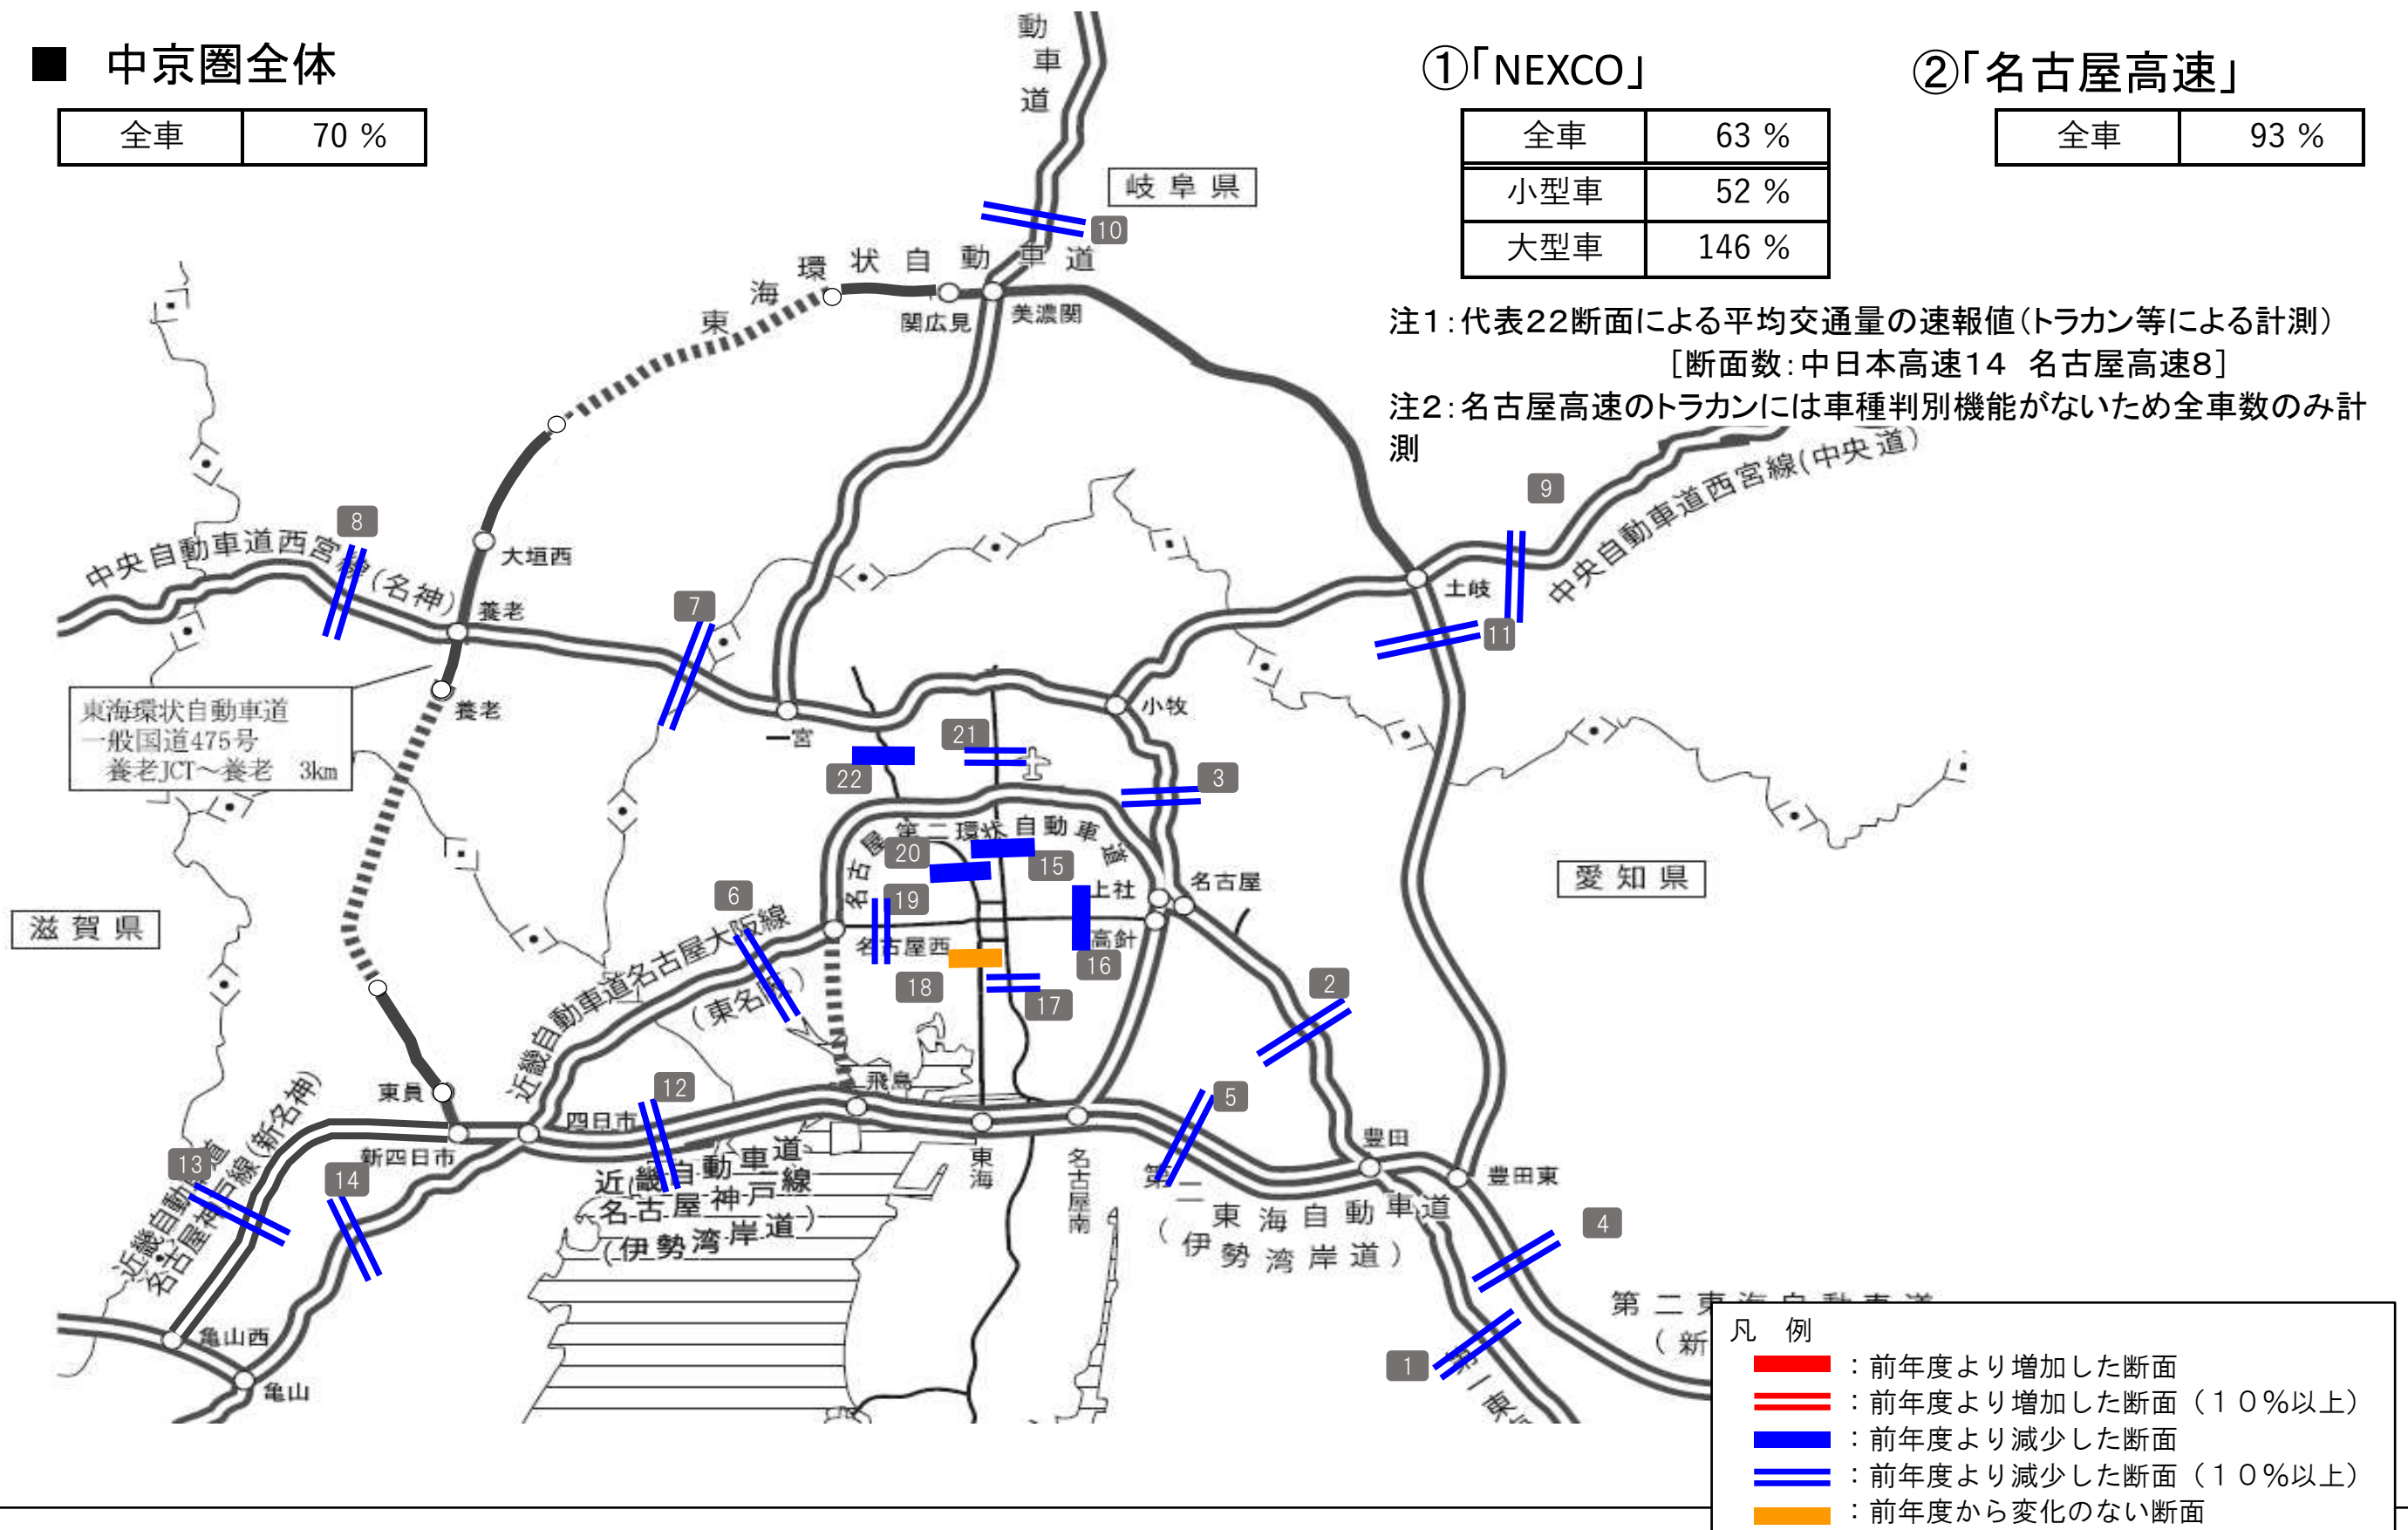 ■ 中京圏全体
全車 70 %
①「NEXCO」
全車 63 %
小型車 52 %
大型車 146 %
②「名古屋高速」
全車 93 %
注1：代表22断面による平均交通量の速報値（トラカン等による計測）
［断面数：中日本高速14 名古屋高速8］
注2：名古屋高速のトラカンには車種判別機能がないため全車数のみ計
測
動車道
岐阜県
10
東海環状自動車道
関広見
美濃関
9
中央自動車道西宮線(中央道)
8
中央自動車道西宮線(名神)
大垣西
養老
7
土岐
11
東海環状自動車道
一般国道475号
養老JCT～養老 3km
養老
一宮
小牧
21
22
3
名古屋第二環状自動車道
20
15
上社
名古屋
愛知県
19
6
滋賀県
名古屋西
高針
16
近畿自動車道名古屋大阪線
(東名阪)
18
17
2
飛島
12
5
東員
四日市
新四日市
豊田
豊田東
東海
名古屋南
13
14
近畿自動車道
名古屋神戸線(新名神)
近畿自動車道
名古屋神戸線
(伊勢湾岸道)
第二東海自動車道
(伊勢湾岸道)
4
亀山西
亀山
1
第二東海自動車道
(新
第一東
凡 例
：前年度より増加した断面
：前年度より増加した断面（１０％以上）
：前年度より減少した断面
：前年度より減少した断面（１０％以上）
：前年度から変化のない断面